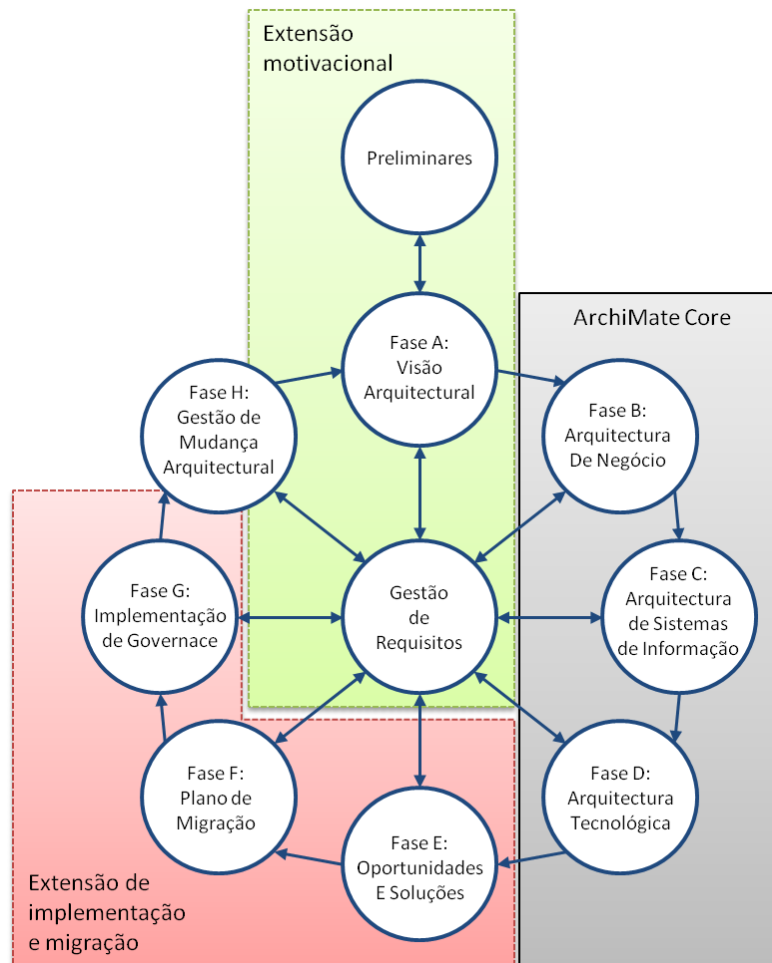 Extensão
motivacional
Preliminares
ArchiMate Core
Fase A:
Visão
Arquitectural
Fase H:
Gestão de
Mudança
Arquitectural
Fase B:
Arquitectura
De Negócio
Fase G:
Implementação
de Governace
Gestão
de
Requisitos
Fase C:
Arquitectura
de Sistemas
de Informação
Fase F:
Plano de
Migração
Fase D:
Arquitectura
Tecnológica
Fase E:
Oportunidades
E Soluções
Extensão de
implementação
e migração